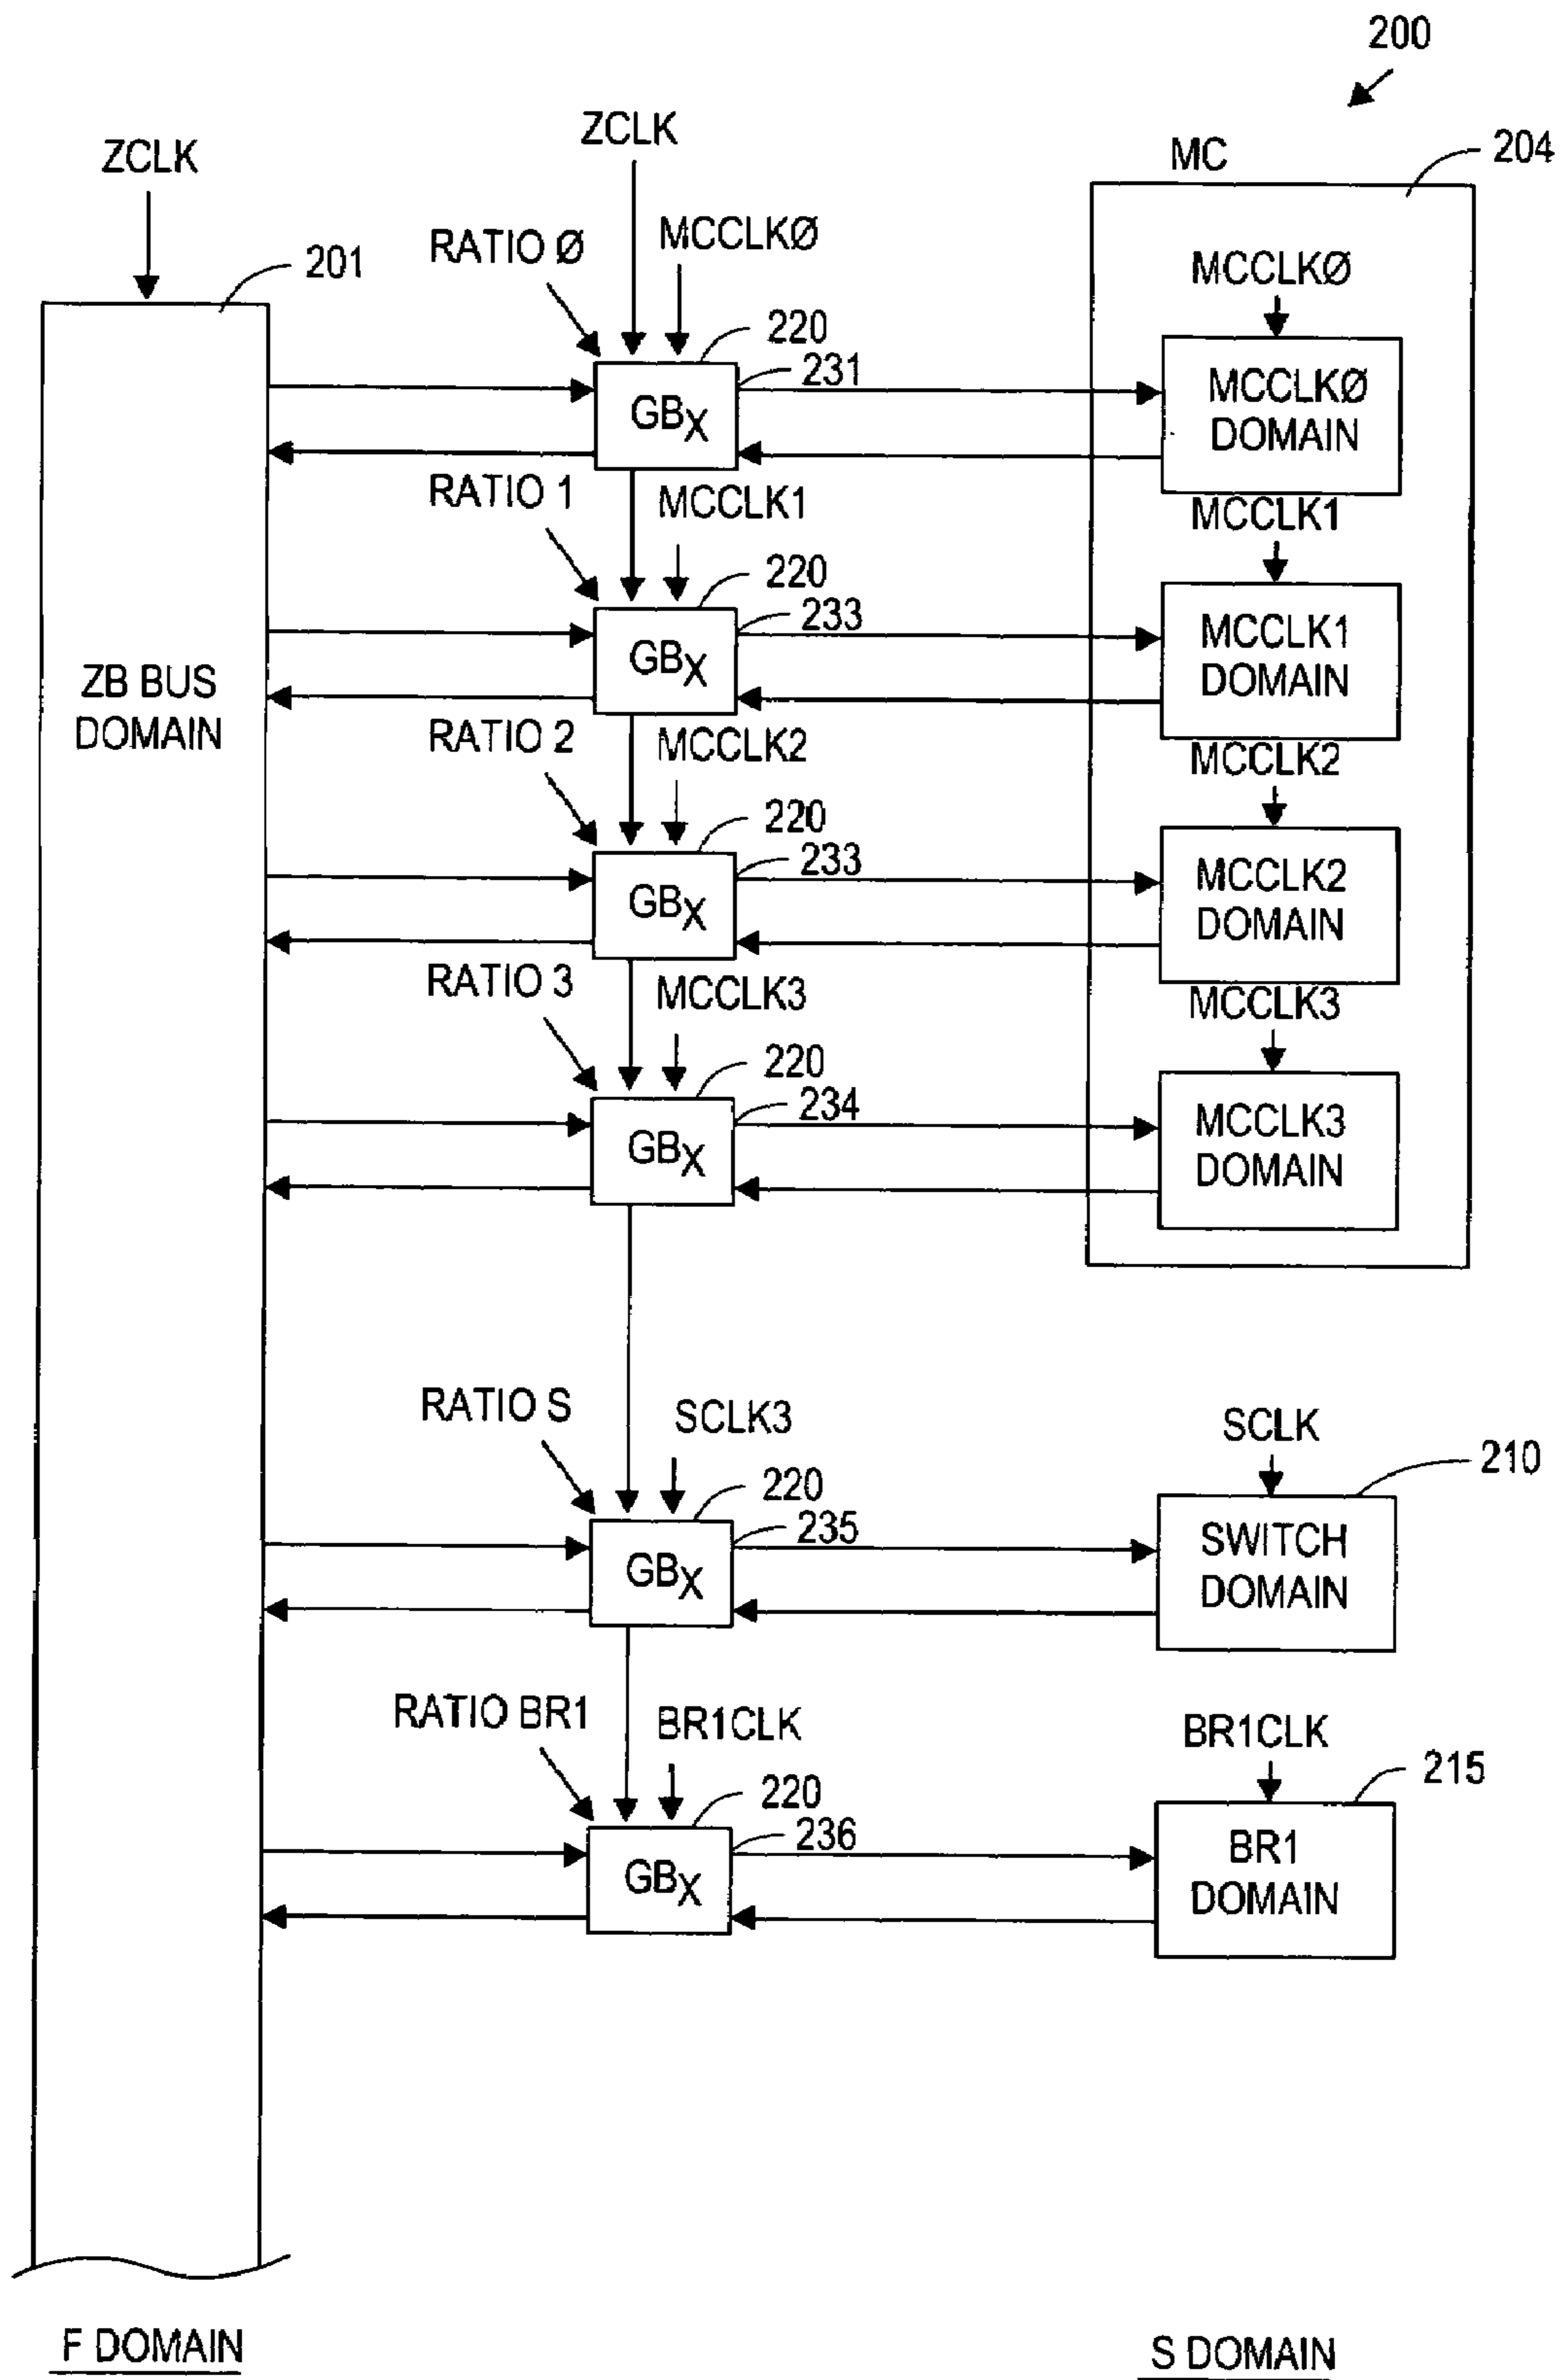 200
ZCLK
ZCLK
MC
204
201
RATIO Ø
MCCLKØ
MCCLKØ
220
231
GBX
MCCLKØ
DOMAIN
RATIO 1
MCCLK1
MCCLK1
220
233
GBX
MCCLK1
DOMAIN
ZB BUS
DOMAIN
RATIO 2
MCCLK2
MCCLK2
220
233
GBX
MCCLK2
DOMAIN
RATIO 3
MCCLK3
MCCLK3
220
234
GBX
MCCLK3
DOMAIN
RATIO S
SCLK3
SCLK
210
220
235
GBX
SWITCH
DOMAIN
RATIO BR1
BR1CLK
BR1CLK
215
220
236
GBX
BR1
DOMAIN
F DOMAIN
S DOMAIN